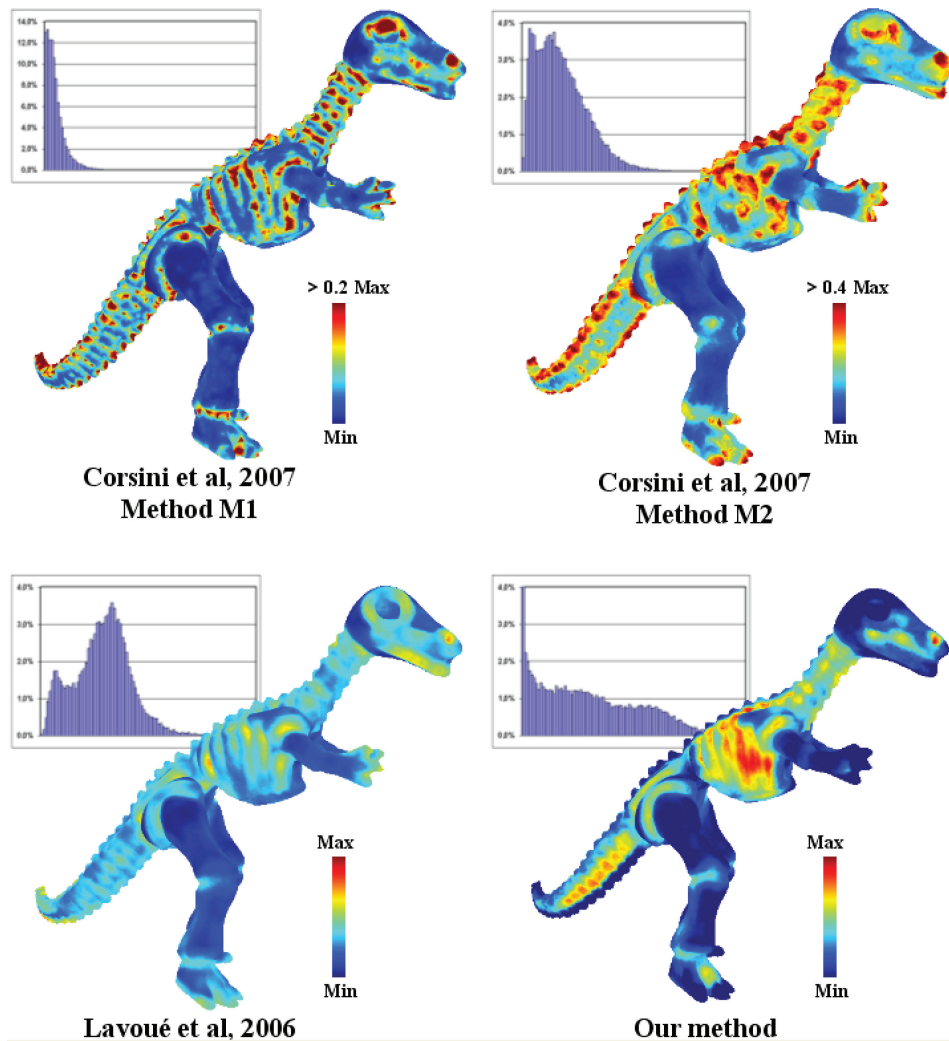 14,0%
12,0%
10,0%
8,0%
6,0%
4,0%
2,0%
0,0%
> 0.2 Max
Min
Corsini et al, 2007
Method M1
4,0%
3,0%
2,0%
1,0%
0,0%
> 0.4 Max
Min
Corsini et al, 2007
Method M2
4,0%
3,0%
2,0%
1,0%
0,0%
Max
Min
Lavoué et al, 2006
4,0%
3,0%
2,0%
1,0%
0,0%
Max
Min
Our method